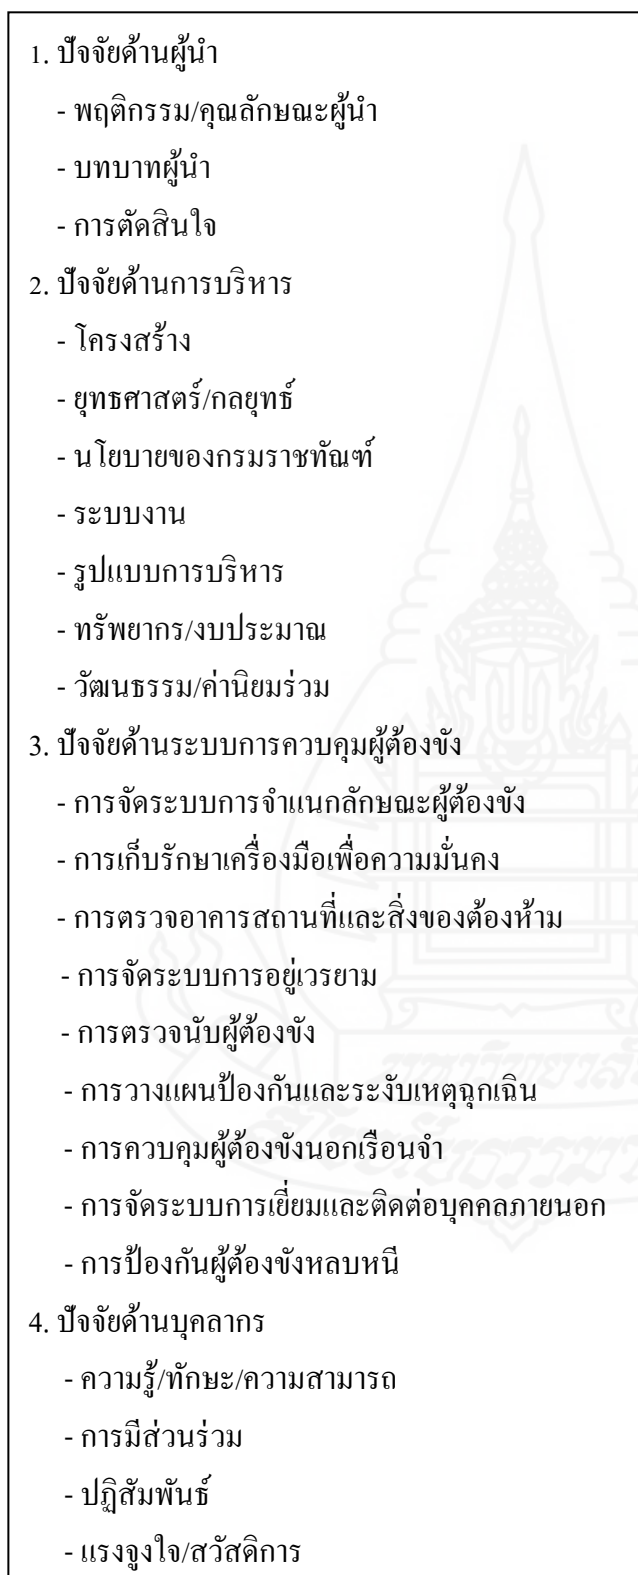 1. ปัจจัยด้านผู้นำ
- พฤติกรรม/คุณลักษณะผู้นำ
- บทบาทผู้นำ
- การตัดสินใจ
2. ปัจจัยด้านการบริหาร
- โครงสร้าง
- ยุทธศาสตร์/กลยุทธ์
- นโยบายของกรมราชทัณฑ์
- ระบบงาน
- รูปแบบการบริหาร
- ทรัพยากร/งบประมาณ
- วัฒนธรรม/ค่านิยมร่วม
3. ปัจจัยด้านระบบการควบคุมผู้ต้องขัง
- การจัดระบบการจำแนกลักษณะผู้ต้องขัง
- การเก็บรักษาเครื่องมือเพื่อความมั่นคง
- การตรวจอาคารสถานที่และสิ่งของต้องห้าม
- การจัดระบบการอยู่เวรยาม
- การตรวจนับผู้ต้องขัง
- การวางแผนป้องกันและระงับเหตุฉุกเฉิน
- การควบคุมผู้ต้องขังนอกเรือนจำ
- การจัดระบบการเยี่ยมและติดต่อบุคคลภายนอก
- การป้องกันผู้ต้องขังหลบหนี
4. ปัจจัยด้านบุคลากร
- ความรู้/ทักษะ/ความสามารถ
- การมีส่วนร่วม
- ปฏิสัมพันธ์
- แรงจูงใจ/สวัสดิการ